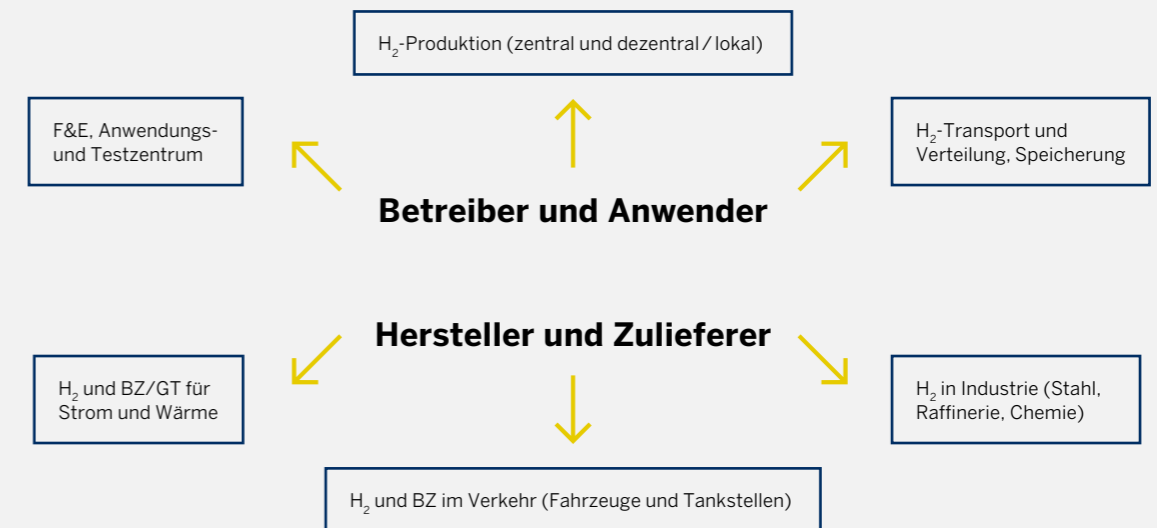 H₂-Produktion (zentral und dezentral / lokal)
F&E, Anwendungs-
und Testzentrum
H₂-Transport und
Verteilung, Speicherung
Betreiber und Anwender
Hersteller und Zulieferer
H₂ und BZ/GT für
Strom und Wärme
H₂ in Industrie (Stahl,
Raffinerie, Chemie)
H₂ und BZ im Verkehr (Fahrzeuge und Tankstellen)